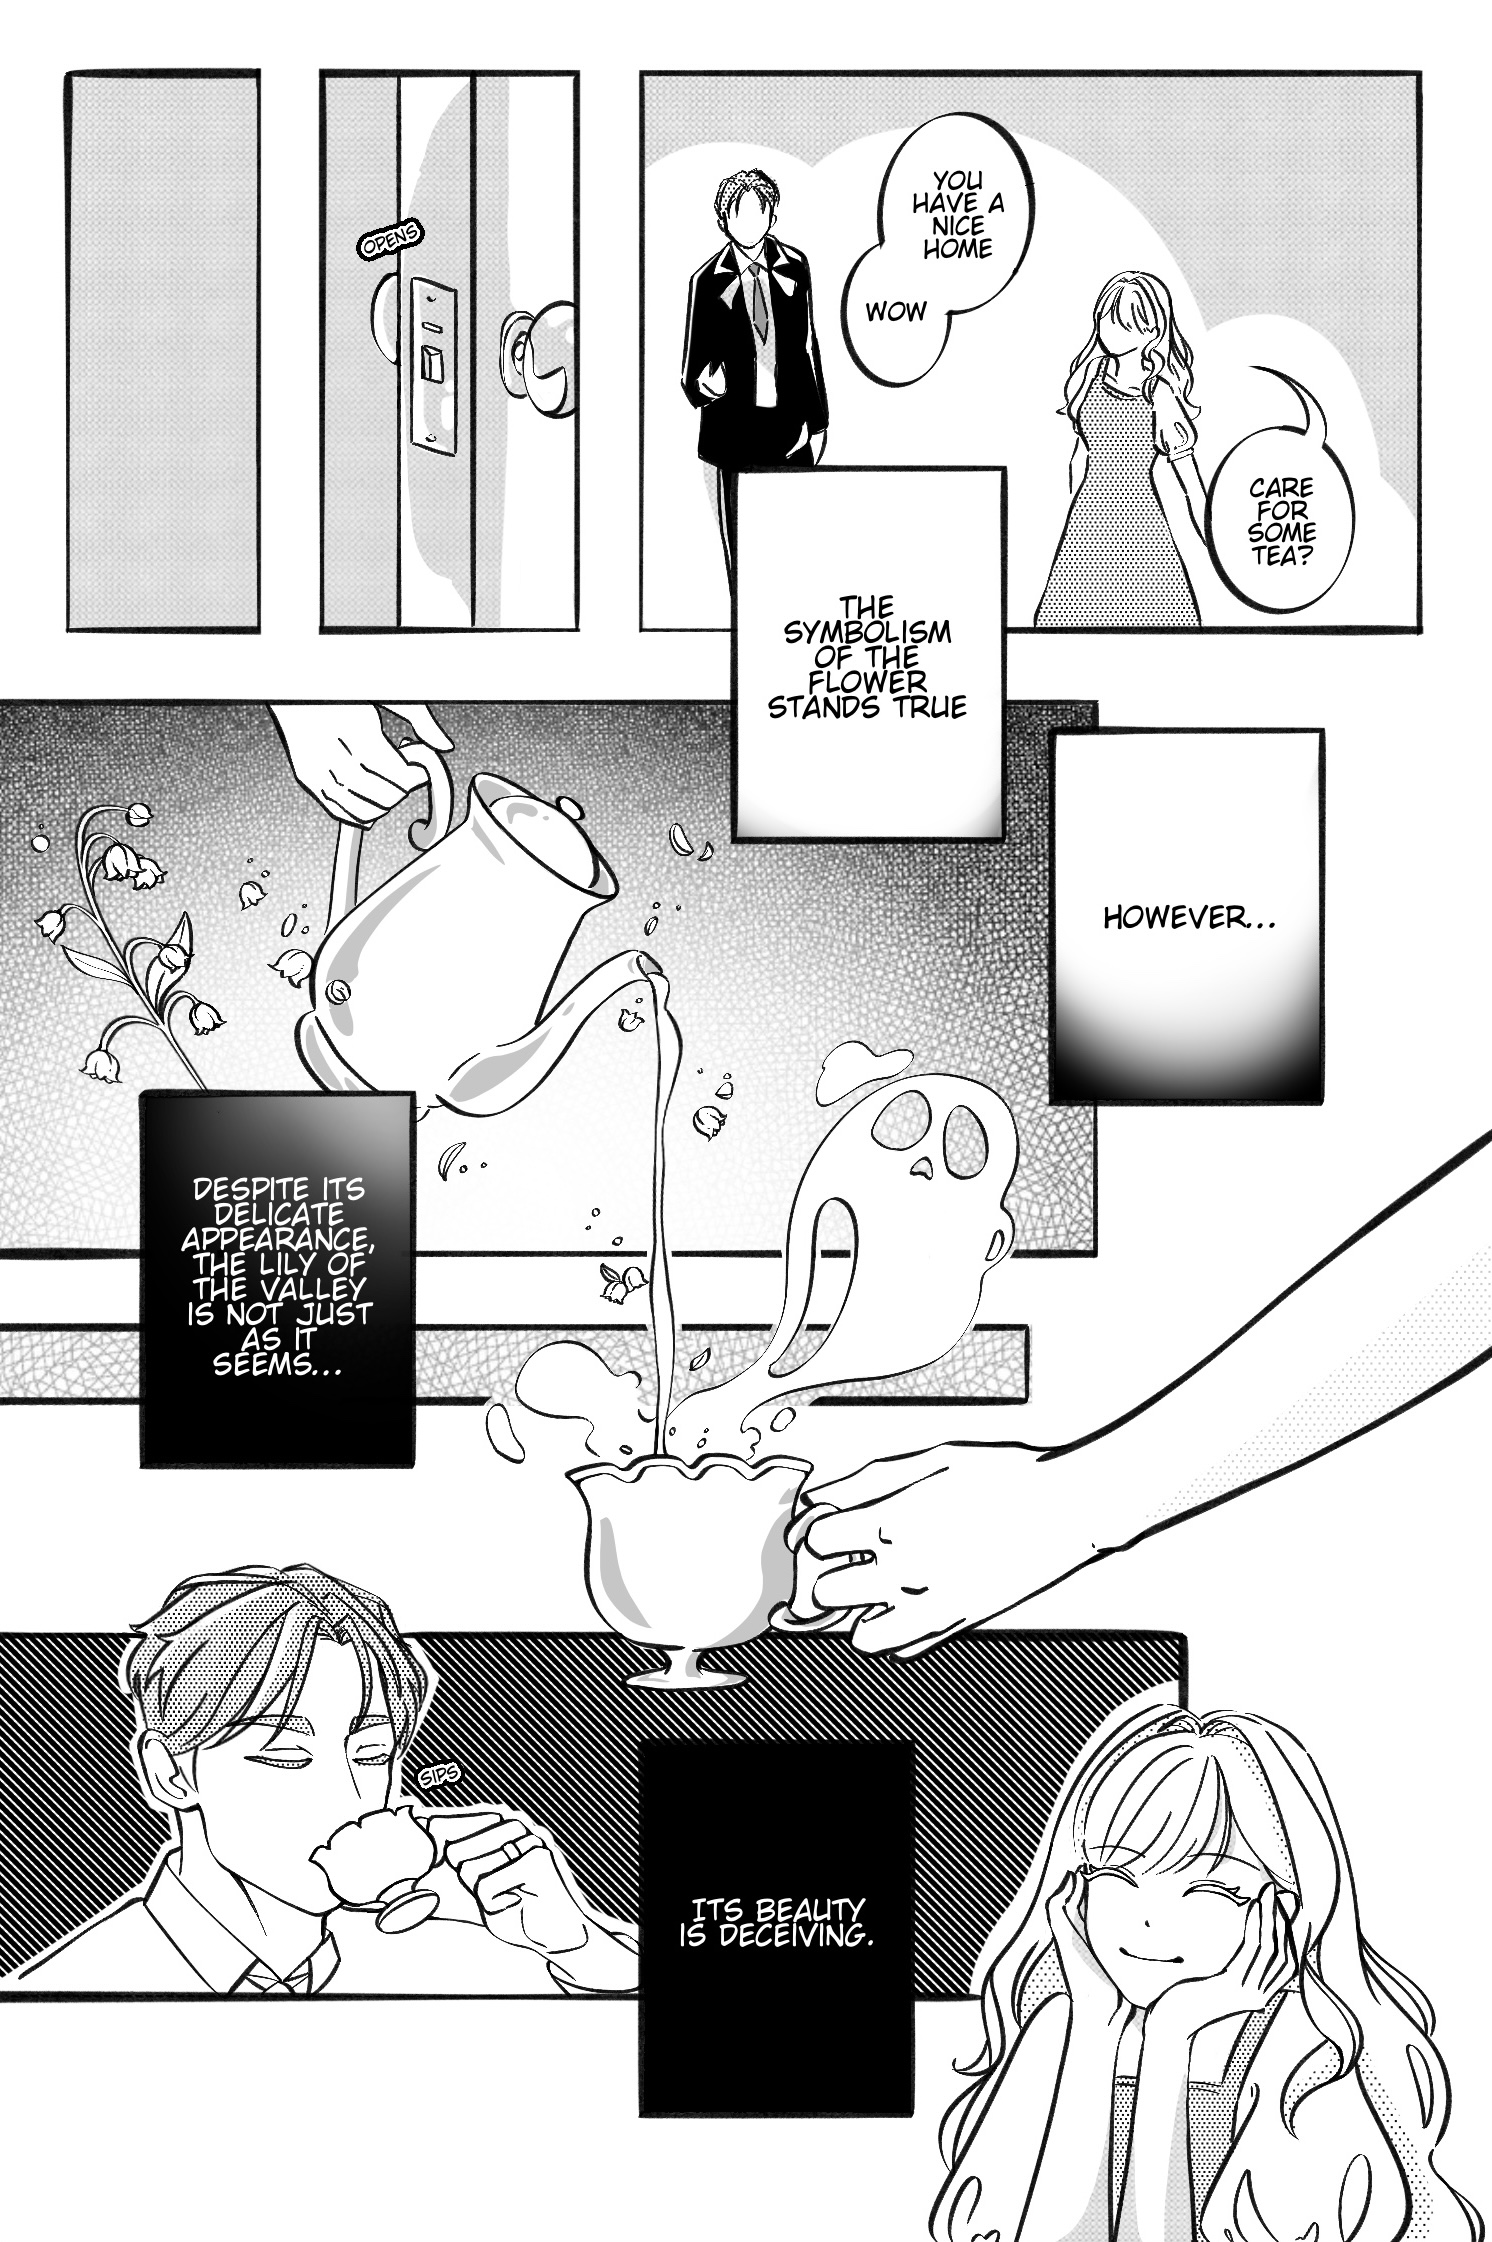 OPENS
YOU
HAVE A
NICE
HOME
WOW
CARE
FOR
SOME
TEA?
THE
SYMBOLISM
OF THE
FLOWER
STANDS TRUE
HOWEVER...
DESPITE ITS
DELICATE
APPEARANCE,
THE LILY OF
THE VALLEY
IS NOT JUST
AS IT
SEEMS...
SIPS
ITS BEAUTY
IS DECEIVING.